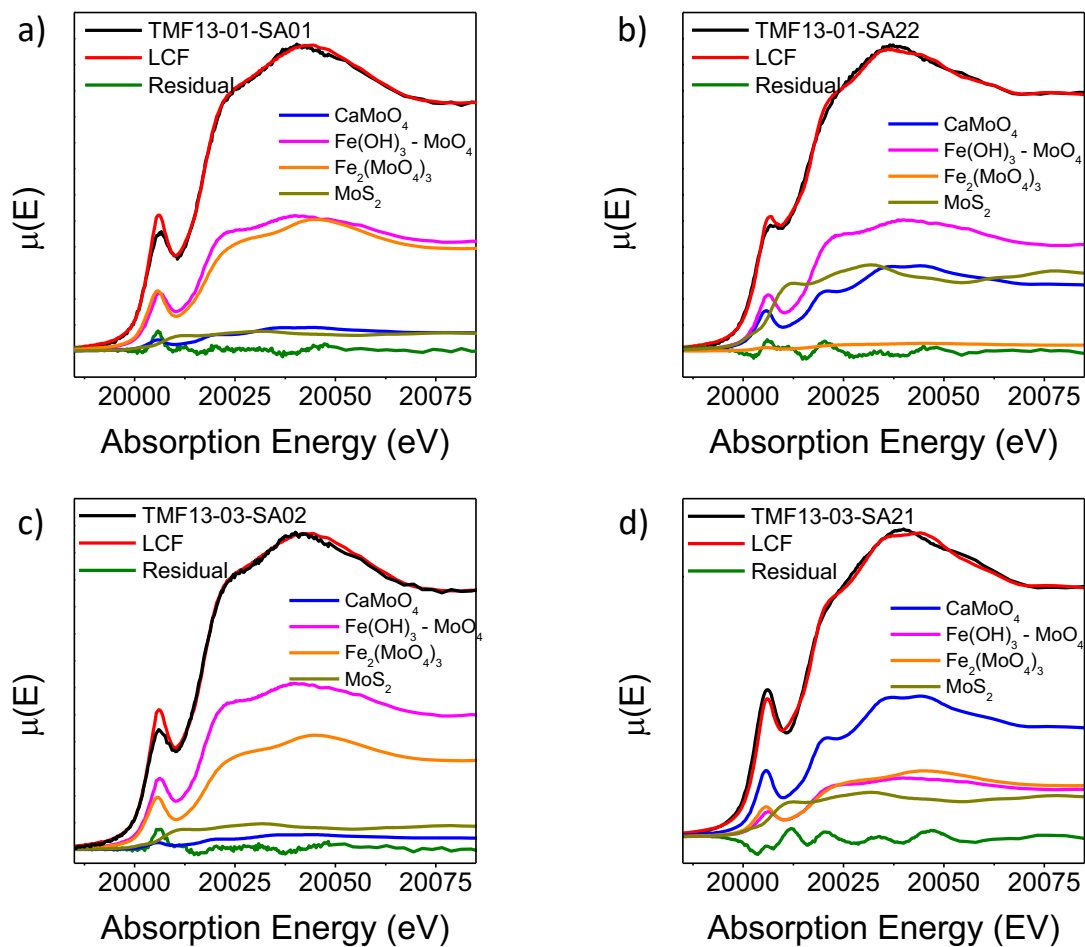 a)
TMF13-01-SA01
LCF
Residual
CaMoO₄
Fe(OH)₃ - MoO₄
Fe₂(MoO₄)₃
MoS₂
μ(E)
20000 20025 20050 20075
Absorption Energy (eV)
b)
TMF13-01-SA22
LCF
Residual
CaMoO₄
Fe(OH)₃ - MoO₄
Fe₂(MoO₄)₃
MoS₂
μ(E)
20000 20025 20050 20075
Absorption Energy (eV)
c)
TMF13-03-SA02
LCF
Residual
CaMoO₄
Fe(OH)₃ - MoO₄
Fe₂(MoO₄)₃
MoS₂
μ(E)
20000 20025 20050 20075
Absorption Energy (eV)
d)
TMF13-03-SA21
LCF
Residual
CaMoO₄
Fe(OH)₃ - MoO₄
Fe₂(MoO₄)₃
MoS₂
μ(E)
20000 20025 20050 20075
Absorption Energy (EV)